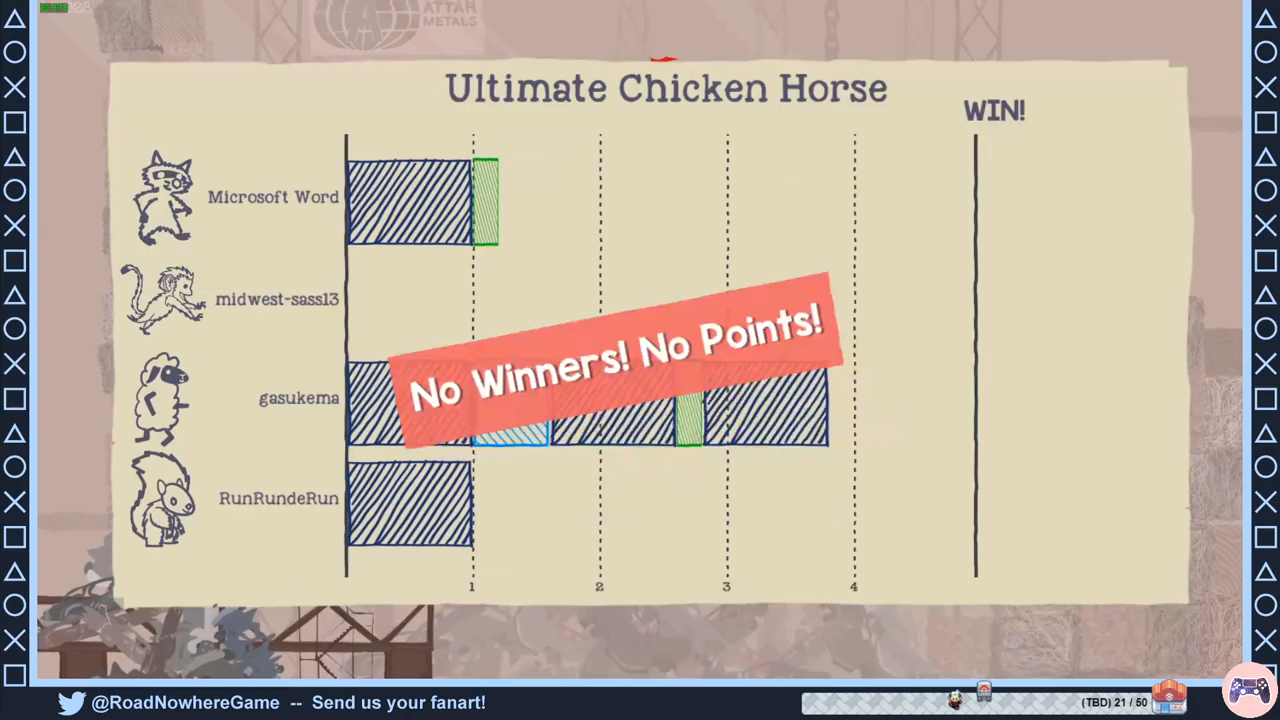 ATTAR
METALS
Ultimate Chicken Horse
WIN!
Microsoft Word
midwest-sass13
No Winners! No Points!
gasukema
RunRundeRun
1
2
3
4
@RoadNowhereGame -- Send us your fanart!
(TBD) 21 / 50